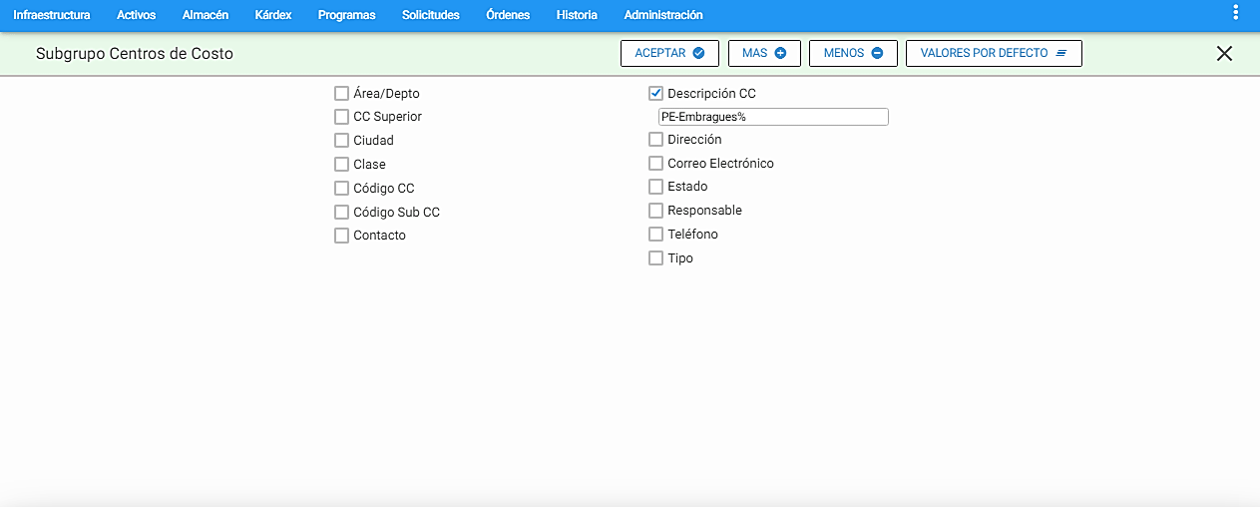 Infraestructura Activos Almacén Kárdex Programas Solicitudes Órdenes Historia Administración
Subgrupo Centros de Costo ACEPTAR MAS MENOS VALORES POR DEFECTO
Área/Depto
CC Superior
Ciudad
Clase
Código CC
Código Sub CC
Contacto
Descripción CC
PE-Embragues%
Dirección
Correo Electrónico
Estado
Responsable
Teléfono
Tipo